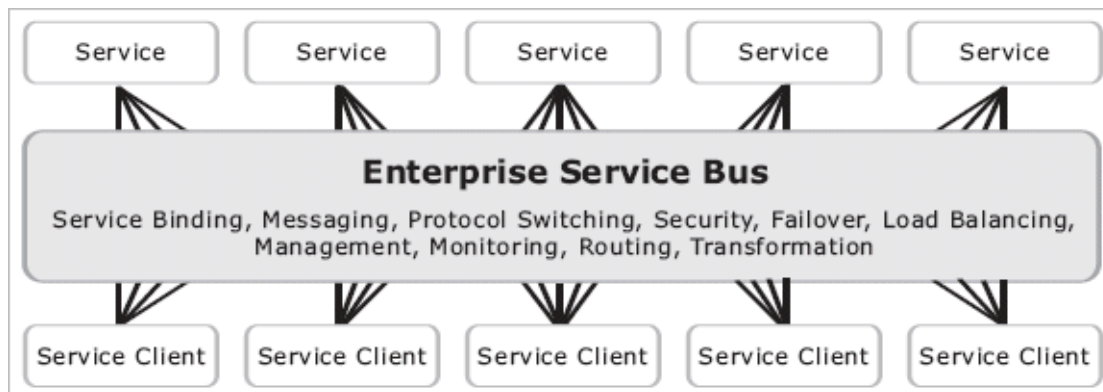 Service Service Service Service Service
Enterprise Service Bus
Service Binding, Messaging, Protocol Switching, Security, Failover, Load Balancing,
Management, Monitoring, Routing, Transformation
Service Client Service Client Service Client Service Client Service Client